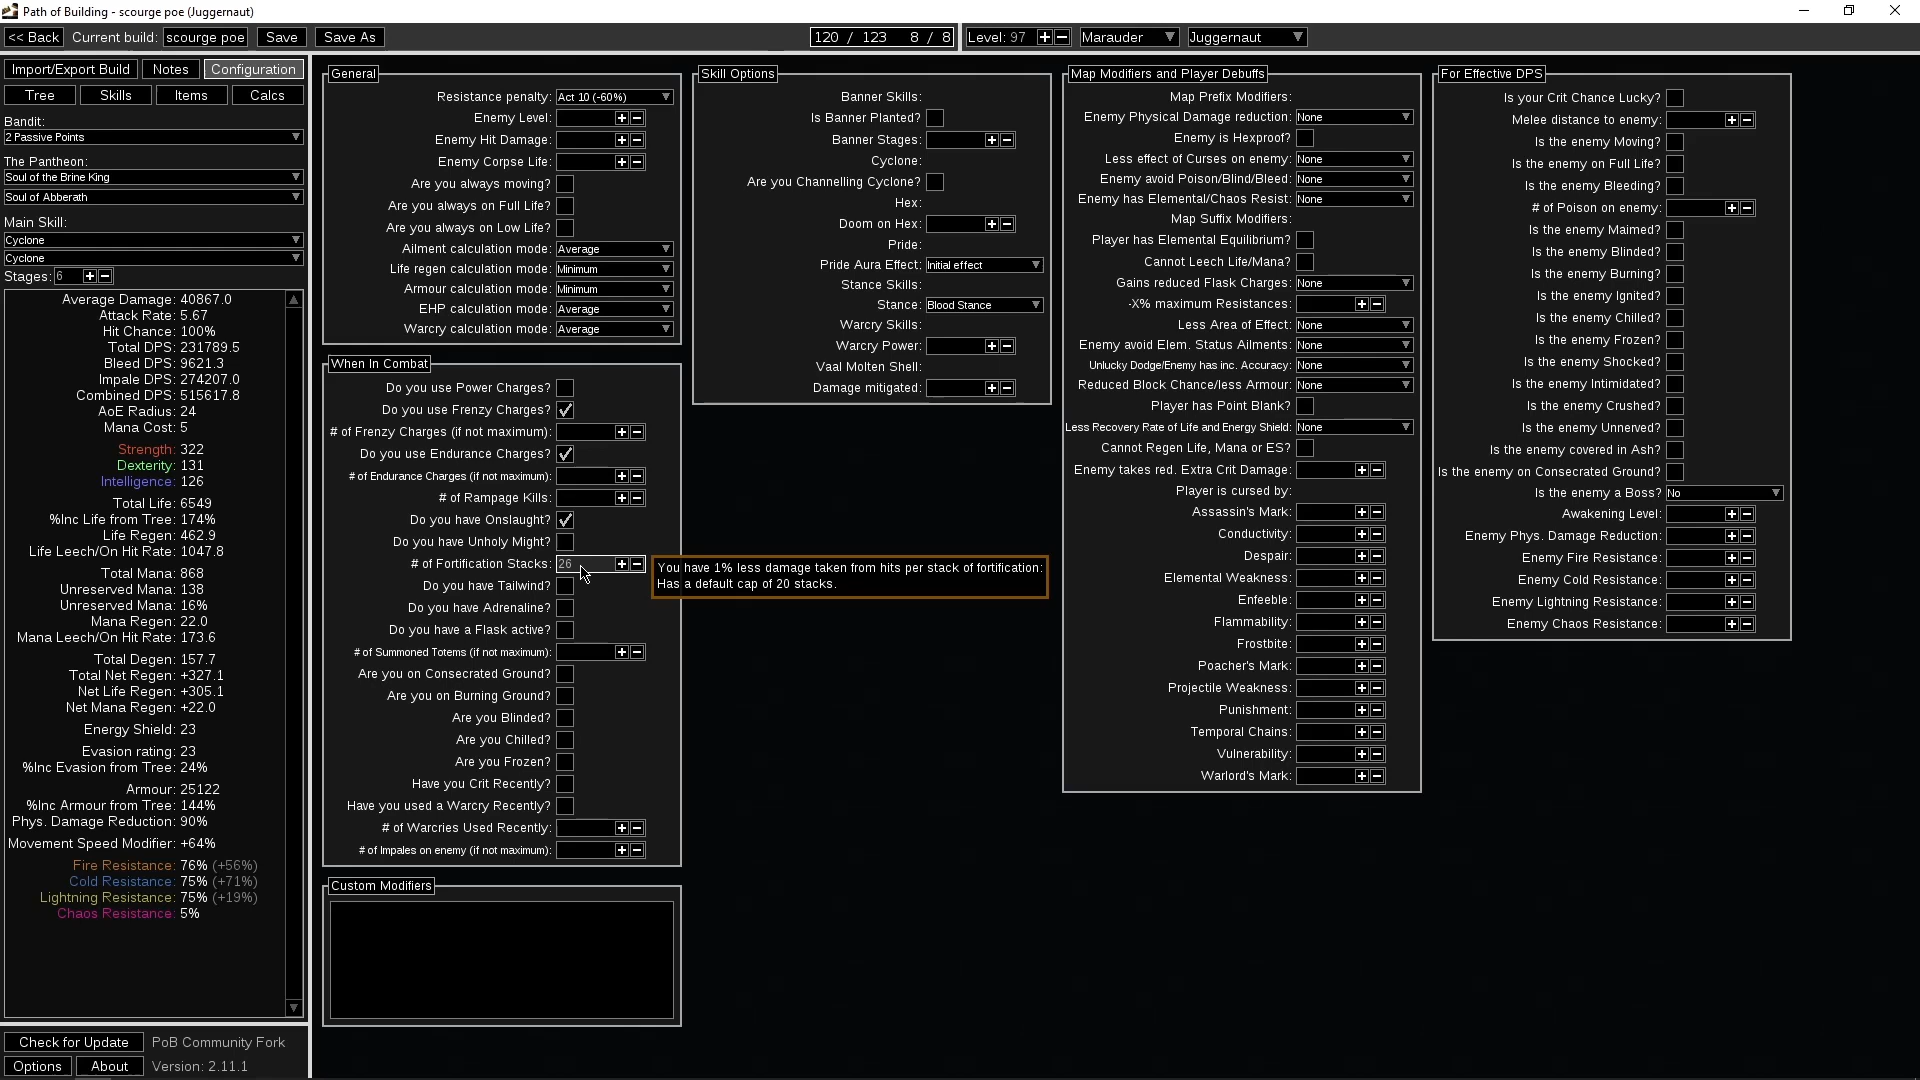 Path of Building - scourge poe (Juggernaut)
<< Back Current build: scourge poe Save Save As 120 / 123 8 / 8 Level: 97 Marauder Juggernaut
Import/Export Build Notes Configuration
Tree Skills Items Calcs
Bandit:
2 Passive Points
The Pantheon:
Soul of the Brine King
Soul of Abberath
Main Skill:
Cyclone
Cyclone
Stages: 6
Average Damage: 40867.0
Attack Rate: 5.67
Hit Chance: 100%
Total DPS: 231789.5
Bleed DPS: 9621.3
Impale DPS: 274207.0
Combined DPS: 515617.8
AoE Radius: 24
Mana Cost: 5
Strength: 322
Dexterity: 131
Intelligence: 126
Total Life: 6549
%Inc Life from Tree: 174%
Life Regen: 462.9
Life Leech/On Hit Rate: 1047.8
Total Mana: 868
Unreserved Mana: 138
Unreserved Mana: 16%
Mana Regen: 22.0
Mana Leech/On Hit Rate: 173.6
Total Degen: 157.7
Total Net Regen: +327.1
Net Life Regen: +305.1
Net Mana Regen: +22.0
Energy Shield: 23
Evasion rating: 23
%Inc Evasion from Tree: 24%
Armour: 25122
%Inc Armour from Tree: 144%
Phys. Damage Reduction: 90%
Movement Speed Modifier: +64%
Fire Resistance: 76% (+56%)
Cold Resistance: 75% (+71%)
Lightning Resistance: 75% (+19%)
Chaos Resistance: 5%
Check for Update PoB Community Fork
Options About Version: 2.11.1
General
Resistance penalty: Act 10 (-60%)
Enemy Level:
Enemy Hit Damage:
Enemy Corpse Life:
Are you always moving?
Are you always on Full Life?
Are you always on Low Life?
Ailment calculation mode: Average
Life regen calculation mode: Minimum
Armour calculation mode: Minimum
EHP calculation mode: Average
Warcry calculation mode: Average
When In Combat
Do you use Power Charges?
Do you use Frenzy Charges?
# of Frenzy Charges (if not maximum):
Do you use Endurance Charges?
# of Endurance Charges (if not maximum):
# of Rampage Kills:
Do you have Onslaught?
Do you have Unholy Might?
# of Fortification Stacks: 26
Do you have Tailwind?
Do you have Adrenaline?
Do you have a Flask active?
# of Summoned Totems (if not maximum):
Are you on Consecrated Ground?
Are you on Burning Ground?
Are you Blinded?
Are you Chilled?
Are you Frozen?
Have you Crit Recently?
Have you used a Warcry Recently?
# of Warcries Used Recently:
# of Impales on enemy (if not maximum):
Custom Modifiers
Skill Options
Banner Skills:
Is Banner Planted?
Banner Stages:
Cyclone:
Are you Channelling Cyclone?
Hex:
Doom on Hex:
Pride:
Pride Aura Effect: Initial effect
Stance Skills:
Stance: Blood Stance
Warcry Skills:
Warcry Power:
Vaal Molten Shell:
Damage mitigated:
You have 1% less damage taken from hits per stack of fortification:
Has a default cap of 20 stacks.
Map Modifiers and Player Debuffs
Map Prefix Modifiers:
Enemy Physical Damage reduction: None
Enemy is Hexproof?
Less effect of Curses on enemy: None
Enemy avoid Poison/Blind/Bleed: None
Enemy has Elemental/Chaos Resist: None
Map Suffix Modifiers:
Player has Elemental Equilibrium?
Cannot Leech Life/Mana?
Gains reduced Flask Charges: None
-X% maximum Resistances:
Less Area of Effect: None
Enemy avoid Elem. Status Ailments: None
Unlucky Dodge/Enemy has inc. Accuracy: None
Reduced Block Chance/less Armour: None
Player has Point Blank?
Less Recovery Rate of Life and Energy Shield: None
Cannot Regen Life, Mana or ES?
Enemy takes red. Extra Crit Damage:
Player is cursed by:
Assassin's Mark:
Conductivity:
Despair:
Elemental Weakness:
Enfeeble:
Flammability:
Frostbite:
Poacher's Mark:
Projectile Weakness:
Punishment:
Temporal Chains:
Vulnerability:
Warlord's Mark:
For Effective DPS
Is your Crit Chance Lucky?
Melee distance to enemy:
Is the enemy Moving?
Is the enemy on Full Life?
Is the enemy Bleeding?
# of Poison on enemy:
Is the enemy Maimed?
Is the enemy Blinded?
Is the enemy Burning?
Is the enemy Ignited?
Is the enemy Chilled?
Is the enemy Frozen?
Is the enemy Shocked?
Is the enemy Intimidated?
Is the enemy Crushed?
Is the enemy Unnerved?
Is the enemy covered in Ash?
Is the enemy on Consecrated Ground?
Is the enemy a Boss? No
Awakening Level:
Enemy Phys. Damage Reduction:
Enemy Fire Resistance:
Enemy Cold Resistance:
Enemy Lightning Resistance:
Enemy Chaos Resistance: